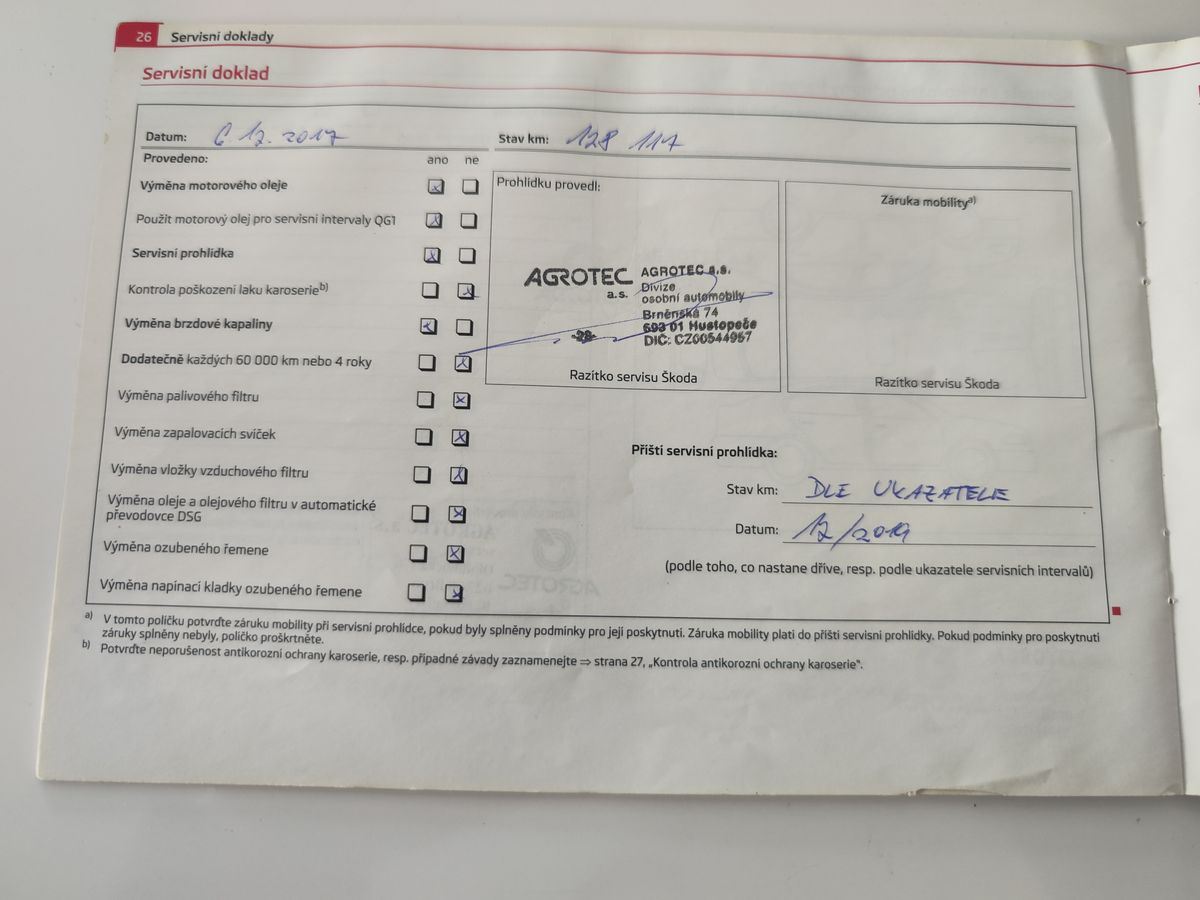 26 Servisní doklady
Servisní doklad
Datum: 6.12.2017
Stav km: 128 117
Provedeno: ano ne
Výměna motorového oleje
Použit motorový olej pro servisní intervaly QG1
Servisní prohlídka
Kontrola poškození laku karoserie b)
Výměna brzdové kapaliny
Dodatečně každých 60 000 km nebo 4 roky
Výměna palivového filtru
Výměna zapalovacích svíček
Výměna vložky vzduchového filtru
Výměna oleje a olejového filtru v automatické
převodovce DSG
Výměna ozubeného řemene
Výměna napínací kladky ozubeného řemene
Prohlídku provedl:
AGROTEC
a.s.
AGROTEC a.s.
Divize
osobní automobily
Brněnská 74
693 01 Hustopeče
DIČ: CZ00544957
-28-
Razítko servisu Škoda
Záruka mobility a)
Razítko servisu Škoda
Příští servisní prohlídka:
Stav km: DLE UKAZATELE
Datum: 12/2019
(podle toho, co nastane dříve, resp. podle ukazatele servisních intervalů)
a) V tomto políčku potvrďte záruku mobility při servisní prohlídce, pokud byly splněny podmínky pro její poskytnutí. Záruka mobility platí do příští servisní prohlídky. Pokud podmínky pro poskytnutí
záruky splněny nebyly, políčko proškrtněte.
b) Potvrďte neporušenost antikorozní ochrany karoserie, resp. případné závady zaznamenejte ⇒ strana 27, „Kontrola antikorozní ochrany karoserie“.